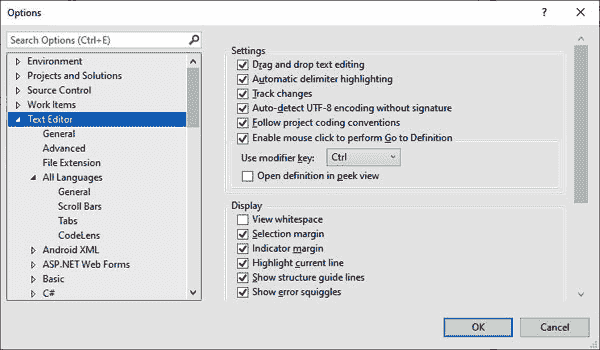 Options
Search Options (Ctrl+E)
Environment
Projects and Solutions
Source Control
Work Items
Text Editor
General
Advanced
File Extension
All Languages
General
Scroll Bars
Tabs
CodeLens
Android XML
ASP.NET Web Forms
Basic
C#
Settings
Drag and drop text editing
Automatic delimiter highlighting
Track changes
Auto-detect UTF-8 encoding without signature
Follow project coding conventions
Enable mouse click to perform Go to Definition
Use modifier key: Ctrl
Open definition in peek view
Display
View whitespace
Selection margin
Indicator margin
Highlight current line
Show structure guide lines
Show error squiggles
OK Cancel